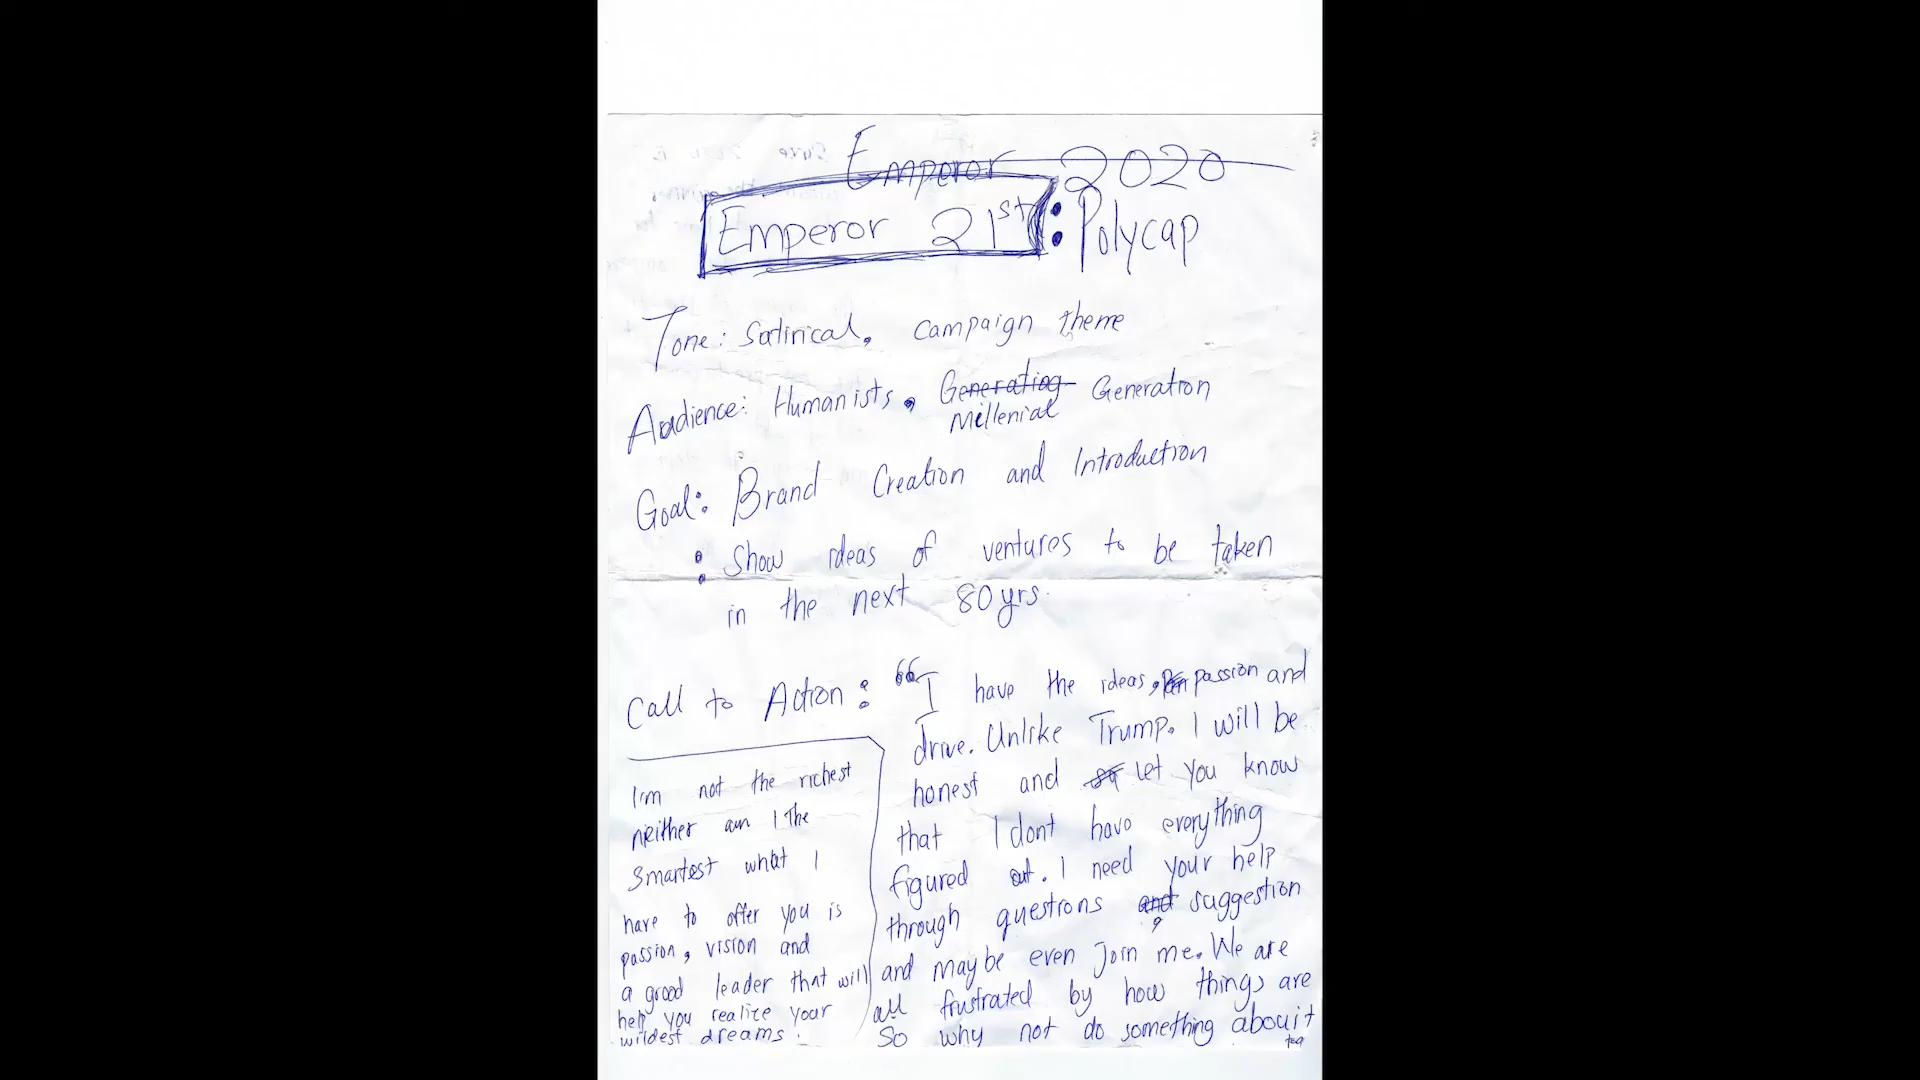 Emperor 2020
Emperor 21st : Polycap
Tone: Satirical, campaign theme
Audience: Humanists, Generating Generation
Millenial
Goal: Brand Creation and Introduction
: Show ideas of ventures to be taken
in the next 80yrs.
Call to Action: "I have the ideas, passion and
drive. Unlike Trump. I will be
honest and let you know
that I dont have everything
figured out. I need your help
through questions and, suggestion
and maybe even join me. We are
all frustrated by how things are
So why not do something about it
I'm not the richest
neither am I the
smartest what I
have to offer you is
passion, vision and
a good leader that will
help you realize your
wildest dreams.